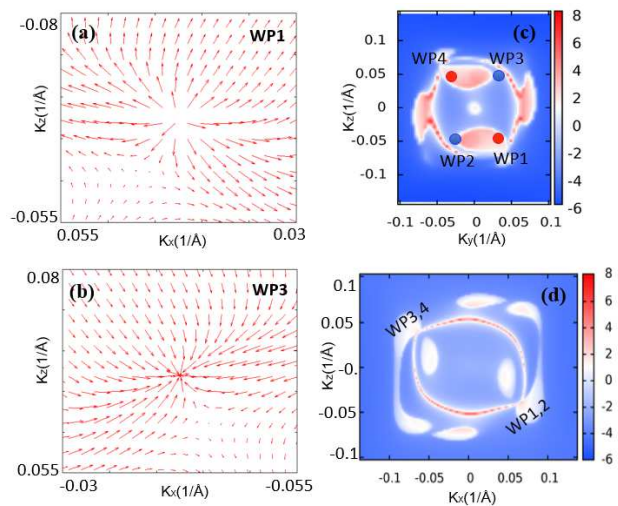 (a) WP1
-0.08
Kz(1/Å)
-0.055
0.055 0.03
Kx(1/Å)
(b) WP3
0.08
Kz(1/Å)
0.055
-0.03 -0.055
Kx(1/Å)
(c)
WP4 WP3
WP2 WP1
0.1
0.05
0
-0.05
-0.1
Kz(1/Å)
-0.1 -0.05 0 0.05 0.1
Ky(1/Å)
8
6
4
2
0
-2
-4
-6
(d)
WP3,4
WP1,2
0.1
0.05
0
-0.05
-0.1
Kz(1/Å)
-0.1 -0.05 0 0.05 0.1
Kx(1/Å)
8
6
4
2
0
-2
-4
-6